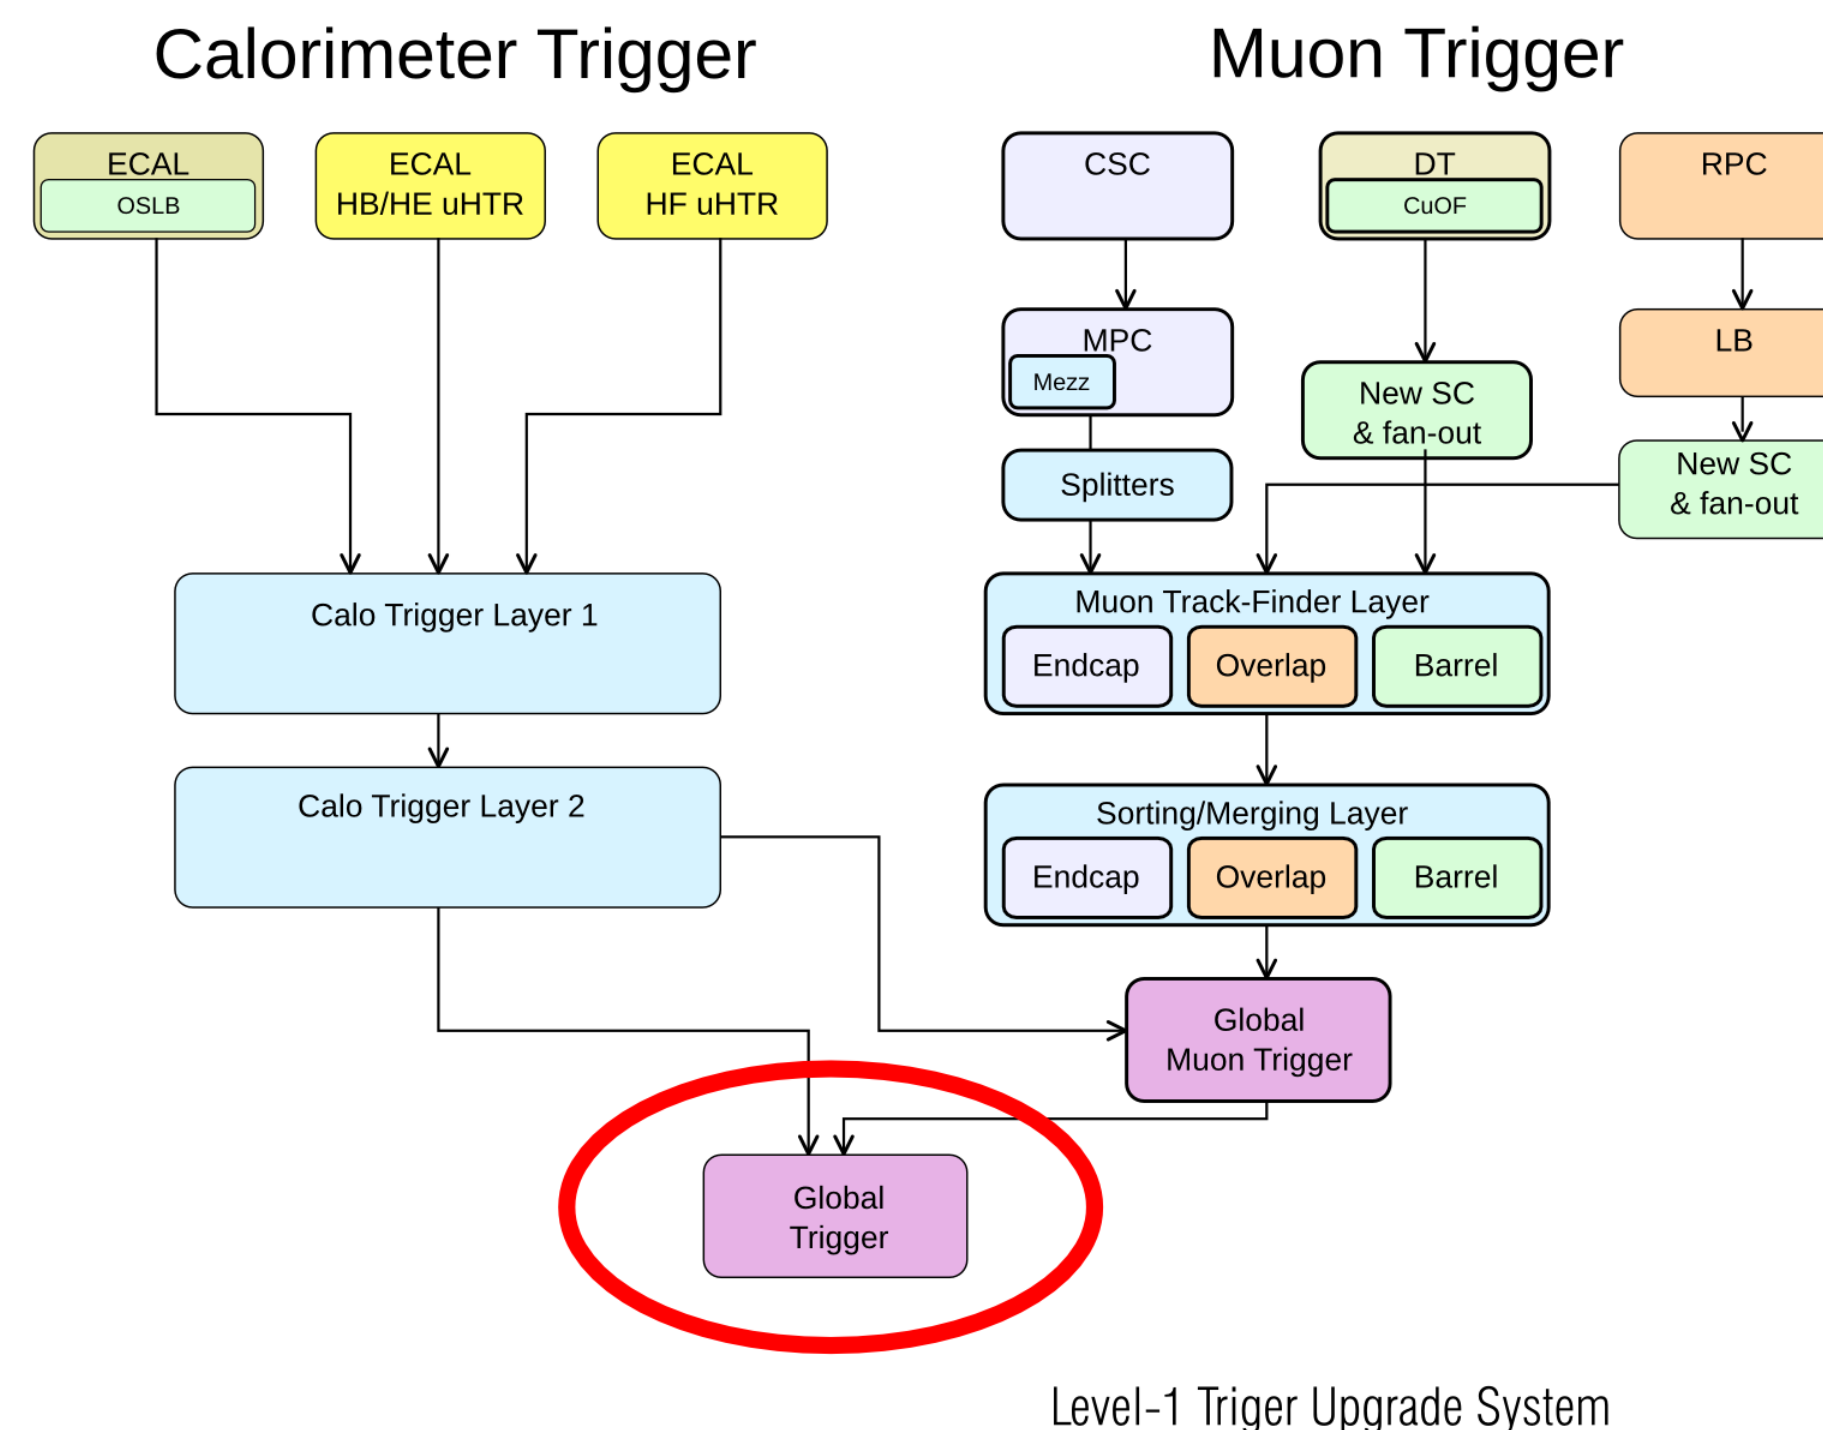 Calorimeter Trigger
Muon Trigger
ECAL
OSLB
ECAL
HB/HE uHTR
ECAL
HF uHTR
CSC
DT
CuOF
RPC
MPC
Mezz
LB
New SC
& fan-out
Splitters
New SC
& fan-out
Calo Trigger Layer 1
Muon Track-Finder Layer
Endcap
Overlap
Barrel
Calo Trigger Layer 2
Sorting/Merging Layer
Endcap
Overlap
Barrel
Global
Muon Trigger
Global
Trigger
Level-1 Triger Upgrade System